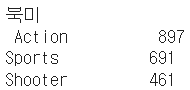 북미
Action 897
Sports 691
Shooter 461